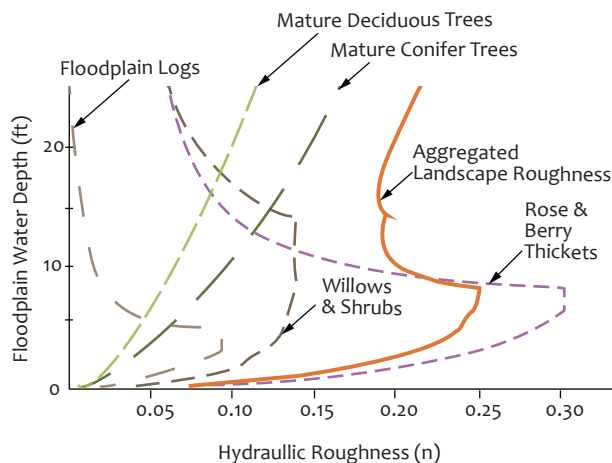 Mature Deciduous Trees
Mature Conifer Trees
Floodplain Logs
Aggregated
Landscape Roughness
Rose &
Berry
Thickets
Willows
& Shrubs
Floodplain Water Depth (ft)
20
10
0
0.05
0.10
0.15
0.20
0.25
0.30
Hydraullic Roughness (n)